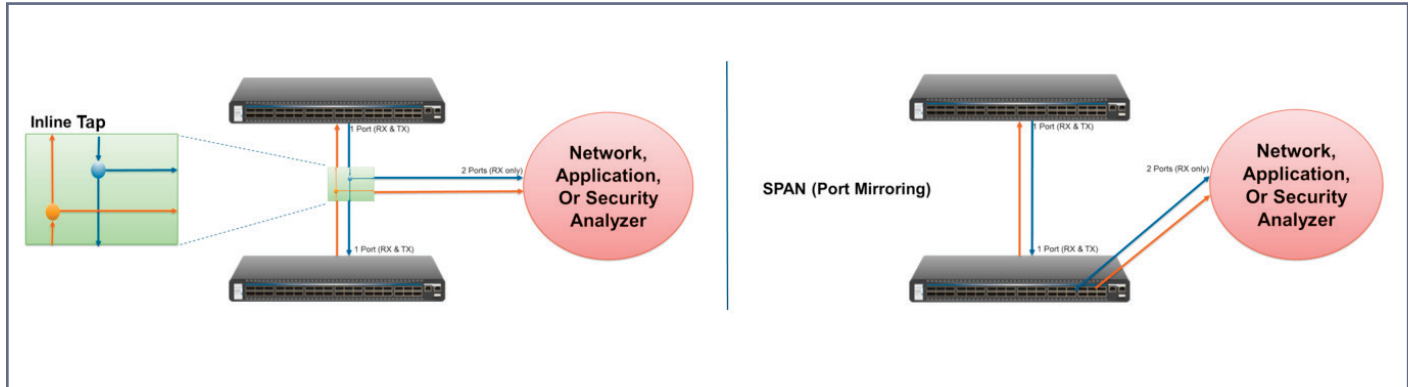 Inline Tap
1 Port (RX & TX)
2 Ports (RX only)
1 Port (RX & TX)
Network,
Application,
Or Security
Analyzer
SPAN (Port Mirroring)
1 Port (RX & TX)
2 Ports (RX only)
1 Port (RX & TX)
Network,
Application,
Or Security
Analyzer